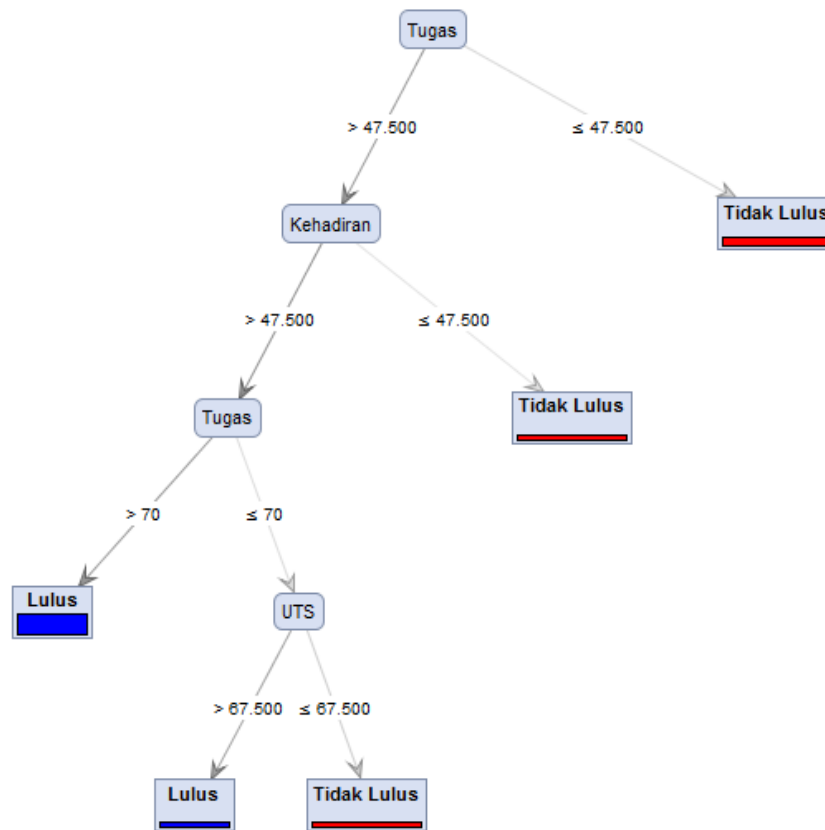 Tugas
> 47.500
≤ 47.500
Tidak Lulus
Kehadiran
> 47.500
≤ 47.500
Tidak Lulus
Tugas
> 70
≤ 70
Lulus
UTS
> 67.500
≤ 67.500
Lulus
Tidak Lulus